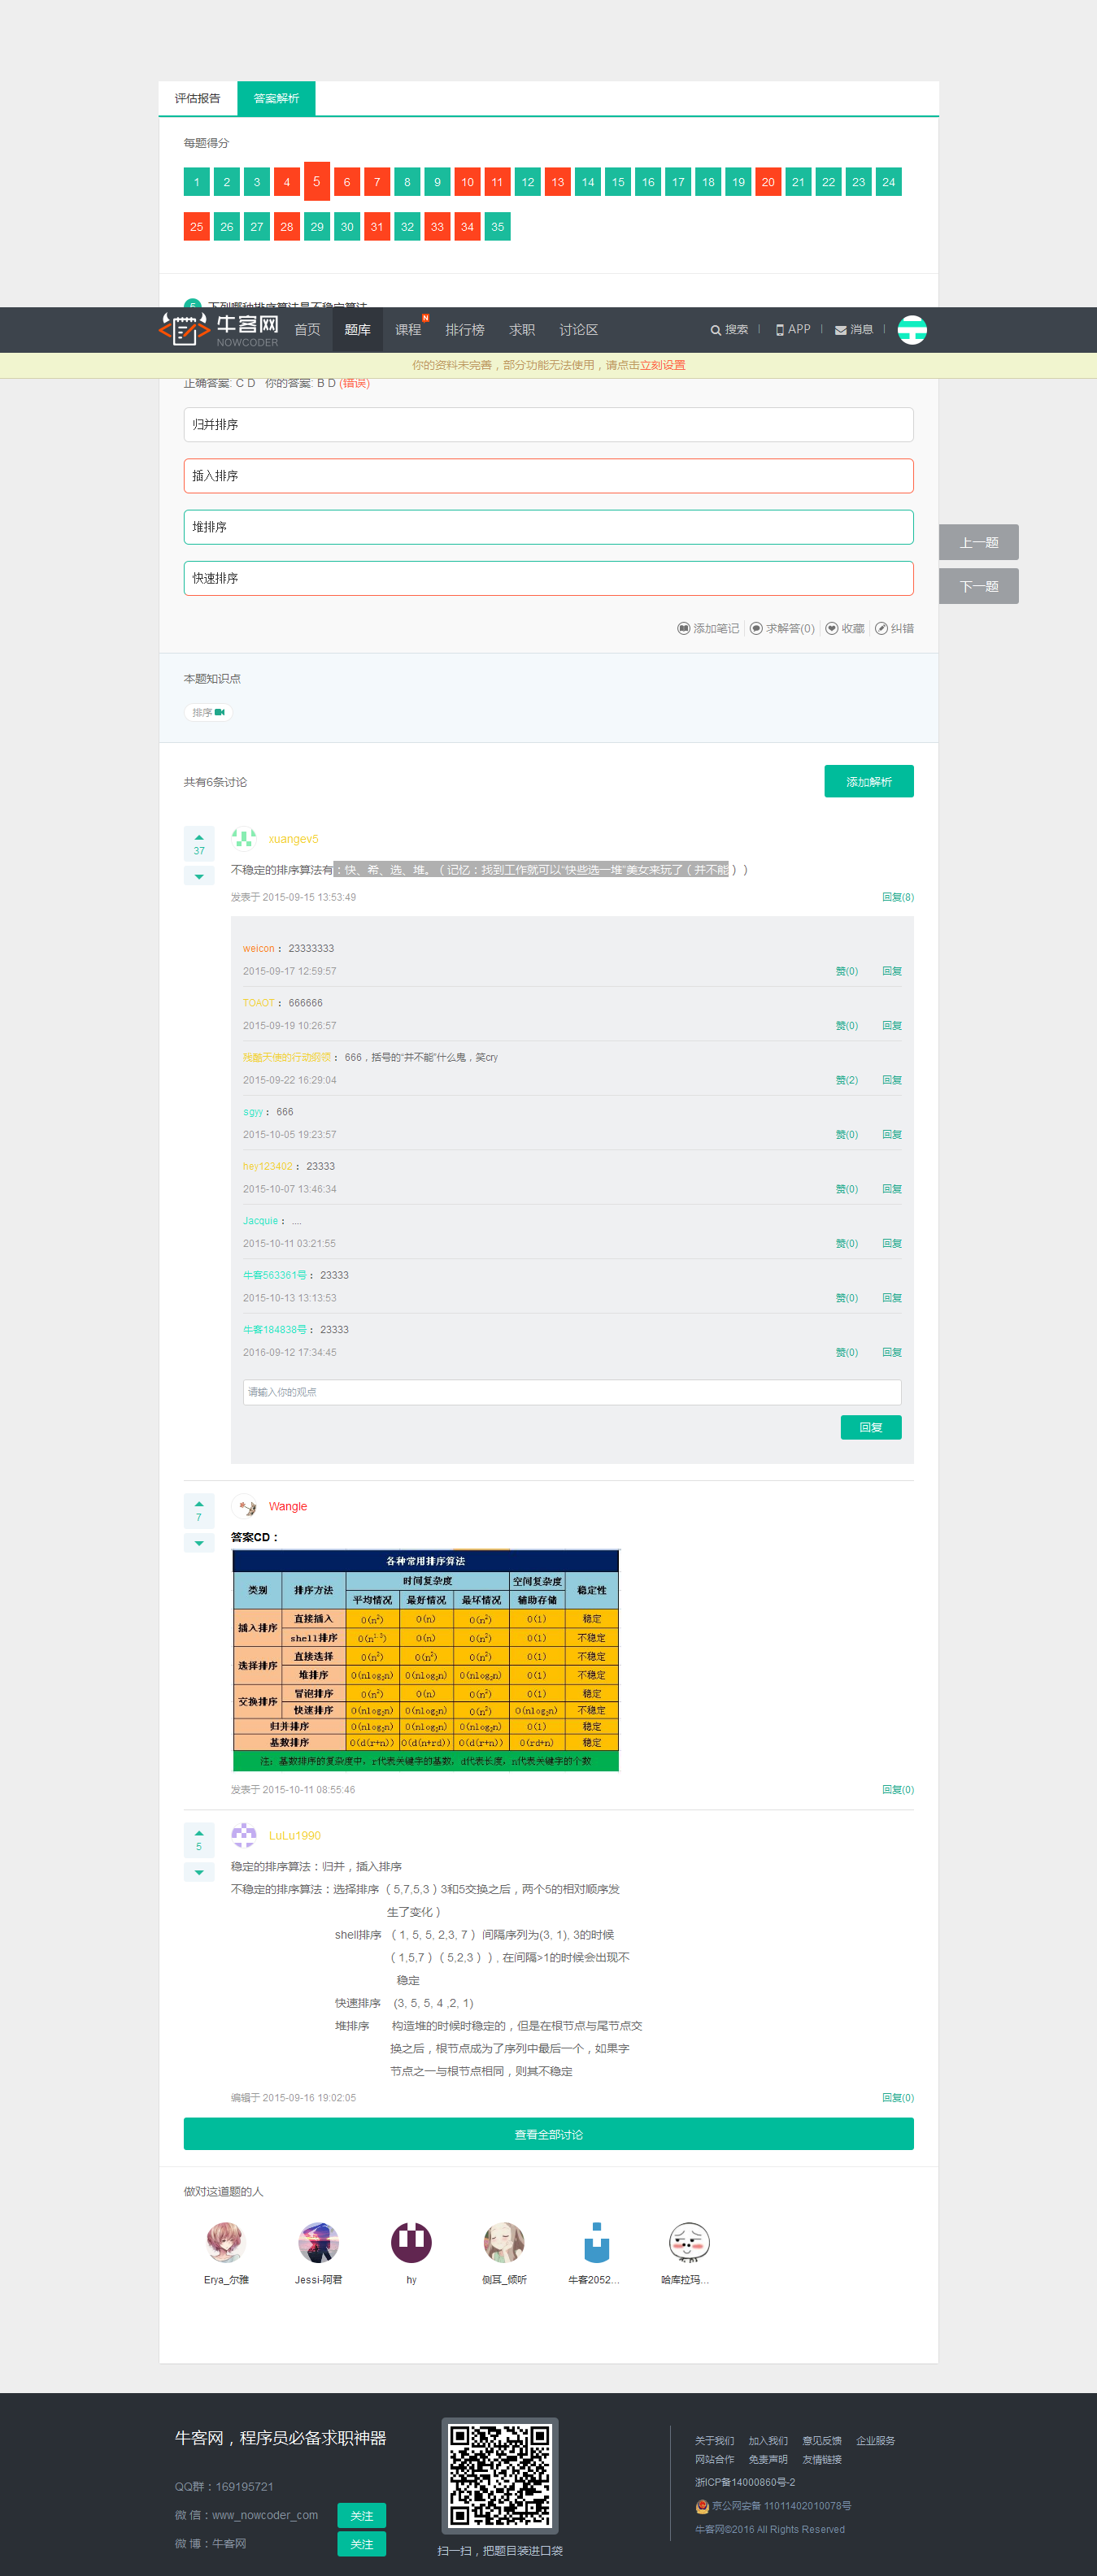 评估报告 答案解析
每题得分
1 2 3 4 5 6 7 8 9 10 11 12 13 14 15 16 17 18 19 20 21 22 23 24
25 26 27 28 29 30 31 32 33 34 35
牛客网 NOWCODER 首页 题库 课程 N 排行榜 求职 讨论区 搜索 APP 消息
你的资料未完善，部分功能无法使用，请点击立刻设置
正确答案: C D 你的答案: B D (错误)
归并排序
插入排序
堆排序
快速排序
上一题
下一题
添加笔记 求解答(0) 收藏 纠错
本题知识点
排序
共有6条讨论 添加解析
37
xuangev5
不稳定的排序算法有：快、希、选、堆。（记忆：找到工作就可以“快些选一堆”美女来玩了（并不能））
发表于 2015-09-15 13:53:49 回复(8)
weicon： 23333333
2015-09-17 12:59:57 赞(0) 回复
TOAOT： 666666
2015-09-19 10:26:57 赞(0) 回复
残酷天使的行动纲领： 666，括号的“并不能”什么鬼，笑cry
2015-09-22 16:29:04 赞(2) 回复
sgyy： 666
2015-10-05 19:23:57 赞(0) 回复
hey123402： 23333
2015-10-07 13:46:34 赞(0) 回复
Jacquie： ....
2015-10-11 03:21:55 赞(0) 回复
牛客563361号： 23333
2015-10-13 13:13:53 赞(0) 回复
牛客184838号： 23333
2016-09-12 17:34:45 赞(0) 回复
请输入你的观点
回复
7
Wangle
答案CD：
各种常用排序算法
类别 排序方法 时间复杂度 空间复杂度 稳定性
平均情况 最好情况 最坏情况 辅助存储
插入排序 直接插入 O(n²) O(n) O(n²) O(1) 稳定
shell排序 O(n^1.3) O(n) O(n²) O(1) 不稳定
选择排序 直接选择 O(n²) O(n²) O(n²) O(1) 不稳定
堆排序 O(nlog₂n) O(nlog₂n) O(nlog₂n) O(1) 不稳定
交换排序 冒泡排序 O(n²) O(n) O(n²) O(1) 稳定
快速排序 O(nlog₂n) O(nlog₂n) O(n²) O(nlog₂n) 不稳定
归并排序 O(nlog₂n) O(nlog₂n) O(nlog₂n) O(1) 稳定
基数排序 O(d(r+n)) O(d(n+rd)) O(d(r+n)) O(rd+n) 稳定
注：基数排序的复杂度中，r代表关键字的基数，d代表长度，n代表关键字的个数
发表于 2015-10-11 08:55:46 回复(0)
5
LuLu1990
稳定的排序算法：归并，插入排序
不稳定的排序算法：选择排序（5,7,5,3）3和5交换之后，两个5的相对顺序发
生了变化）
shell排序 （1, 5, 5, 2,3, 7） 间隔序列为(3, 1), 3的时候
（1,5,7）（5,2,3））, 在间隔>1的时候会出现不
稳定
快速排序 (3, 5, 5, 4 ,2, 1)
堆排序 构造堆的时候时稳定的，但是在根节点与尾节点交
换之后，根节点成为了序列中最后一个，如果字
节点之一与根节点相同，则其不稳定
编辑于 2015-09-16 19:02:05 回复(0)
查看全部讨论
做对这道题的人
Erya_尔雅 Jessi-阿君 hy 侧耳_倾听 牛客2052... 哈库拉玛...
牛客网，程序员必备求职神器
QQ群：169195721
微 信：www_nowcoder_com 关注
微 博：牛客网 关注
扫一扫，把题目装进口袋
关于我们 加入我们 意见反馈 企业服务
网站合作 免责声明 友情链接
浙ICP备14000860号-2
京公网安备 11011402010078号
牛客网©2016 All Rights Reserved